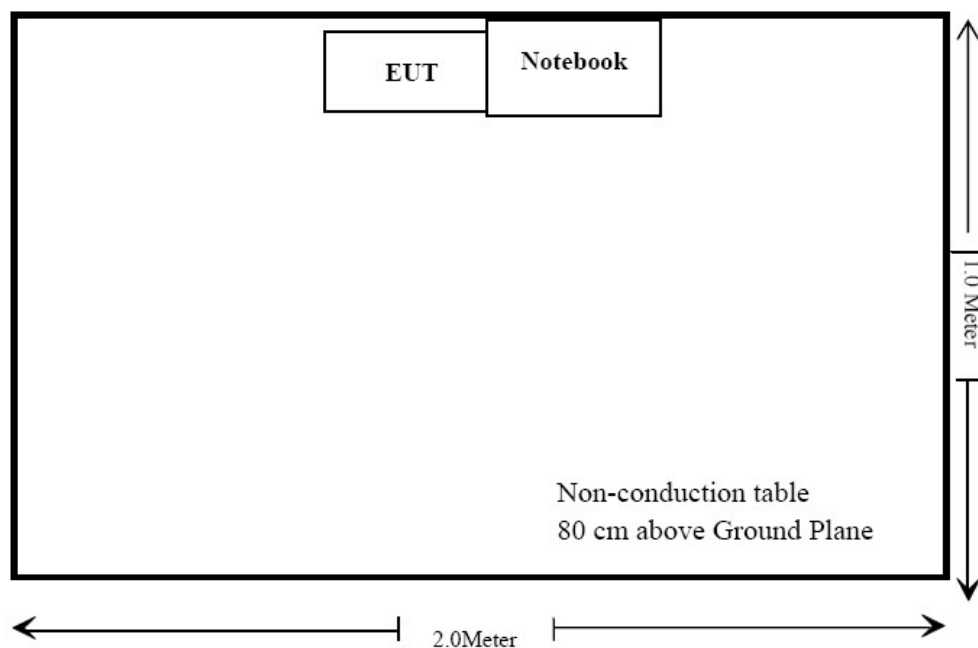 EUT
Notebook
1.0 Meter
Non-conduction table
80 cm above Ground Plane
2.0Meter